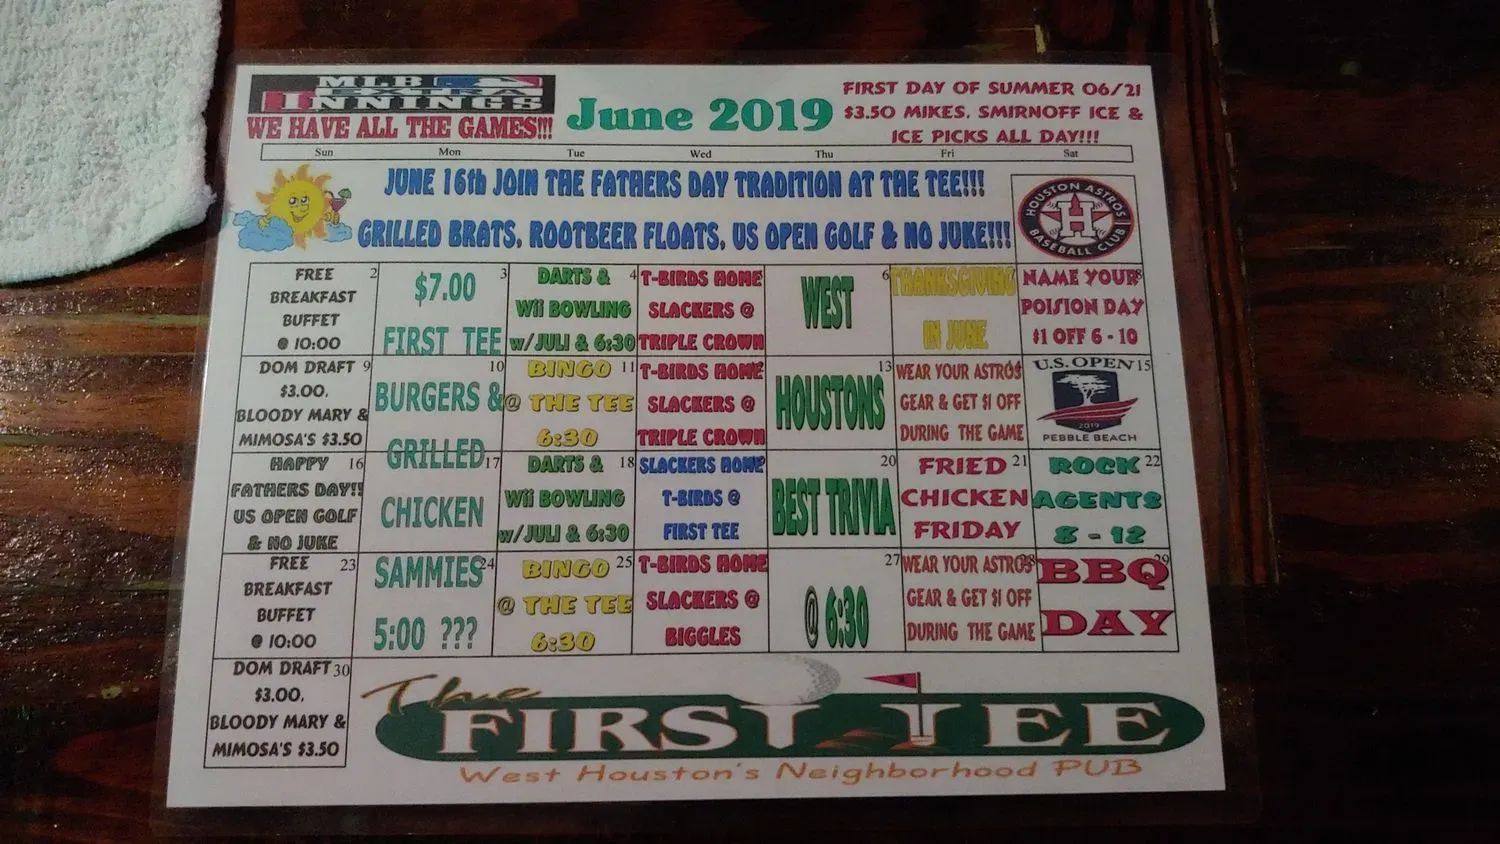 MLB
EXTRA
INNINGS
WE HAVE ALL THE GAMES!!!
June 2019
FIRST DAY OF SUMMER 06/21
$3.50 MIKES, SMIRNOFF ICE &
ICE PICKS ALL DAY!!!
Sun Mon Tue Wed Thu Fri Sat
JUNE 16th JOIN THE FATHERS DAY TRADITION AT THE TEE!!!
GRILLED BRATS, ROOTBEER FLOATS, US OPEN GOLF & NO JUKE!!!
HOUSTON ASTROS
H
BASEBALL CLUB
2
FREE
BREAKFAST
BUFFET
@ 10:00
3
$7.00
FIRST TEE
4
DARTS &
Wii BOWLING
w/JULI & 6:30
T-BIRDS HOME
SLACKERS @
TRIPLE CROWN
6
WEST
THANKSGIVING
IN JUNE
8
NAME YOUR
POISION DAY
$1 OFF 6 - 10
9
DOM DRAFT
$3.00,
BLOODY MARY &
MIMOSA'S $3.50
10
BURGERS &
11
BINGO
@ THE TEE
6:30
T-BIRDS HOME
SLACKERS @
TRIPLE CROWN
13
HOUSTONS
14
WEAR YOUR ASTROS
GEAR & GET $1 OFF
DURING THE GAME
15
U.S. OPEN
2019
PEBBLE BEACH
16
HAPPY
FATHERS DAY!!
US OPEN GOLF
& NO JUKE
17
GRILLED
CHICKEN
18
DARTS &
Wii BOWLING
w/JULI & 6:30
SLACKERS HOME
T-BIRDS @
FIRST TEE
20
BEST TRIVIA
21
FRIED
CHICKEN
FRIDAY
22
ROCK
AGENTS
8 - 12
23
FREE
BREAKFAST
BUFFET
@ 10:00
24
SAMMIES
5:00 ???
25
BINGO
@ THE TEE
6:30
T-BIRDS HOME
SLACKERS @
BIGGLES
27
@ 6:30
28
WEAR YOUR ASTROS
GEAR & GET $1 OFF
DURING THE GAME
29
BBQ
DAY
30
DOM DRAFT
$3.00,
BLOODY MARY &
MIMOSA'S $3.50
The
FIRST TEE
West Houston's Neighborhood PUB